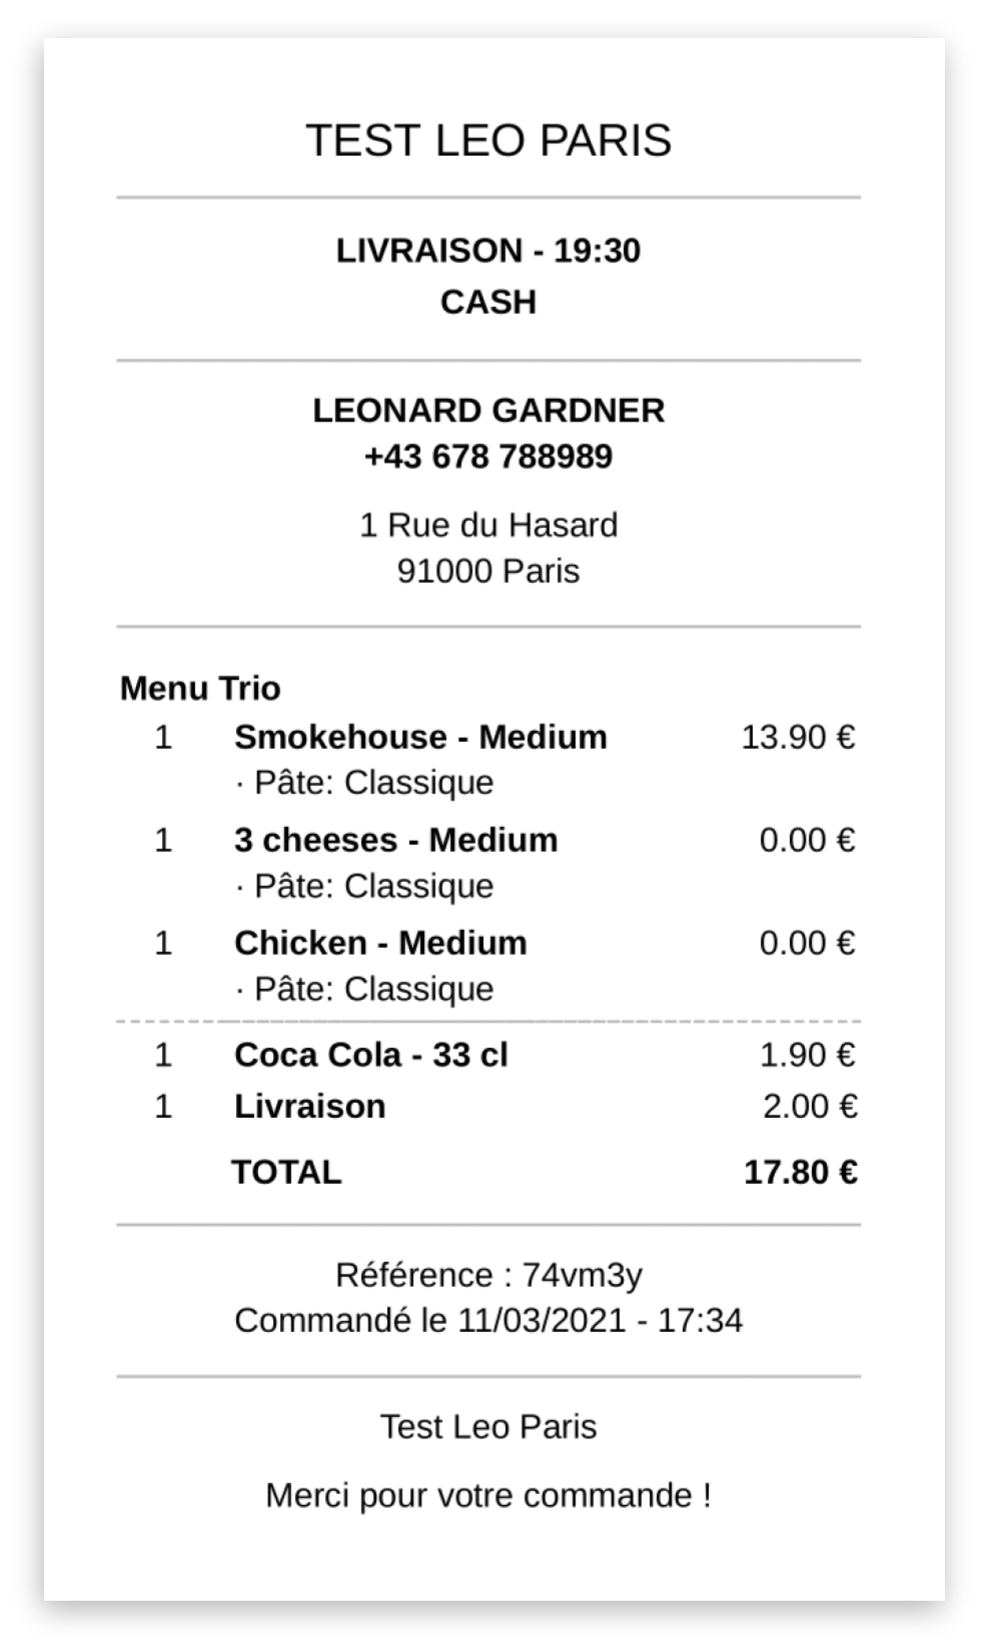 TEST LEO PARIS
LIVRAISON - 19:30
CASH
LEONARD GARDNER
+43 678 788989
1 Rue du Hasard
91000 Paris
Menu Trio
1 Smokehouse - Medium 13.90 €
· Pâte: Classique
1 3 cheeses - Medium 0.00 €
· Pâte: Classique
1 Chicken - Medium 0.00 €
· Pâte: Classique
1 Coca Cola - 33 cl 1.90 €
1 Livraison 2.00 €
TOTAL 17.80 €
Référence : 74vm3y
Commandé le 11/03/2021 - 17:34
Test Leo Paris
Merci pour votre commande !